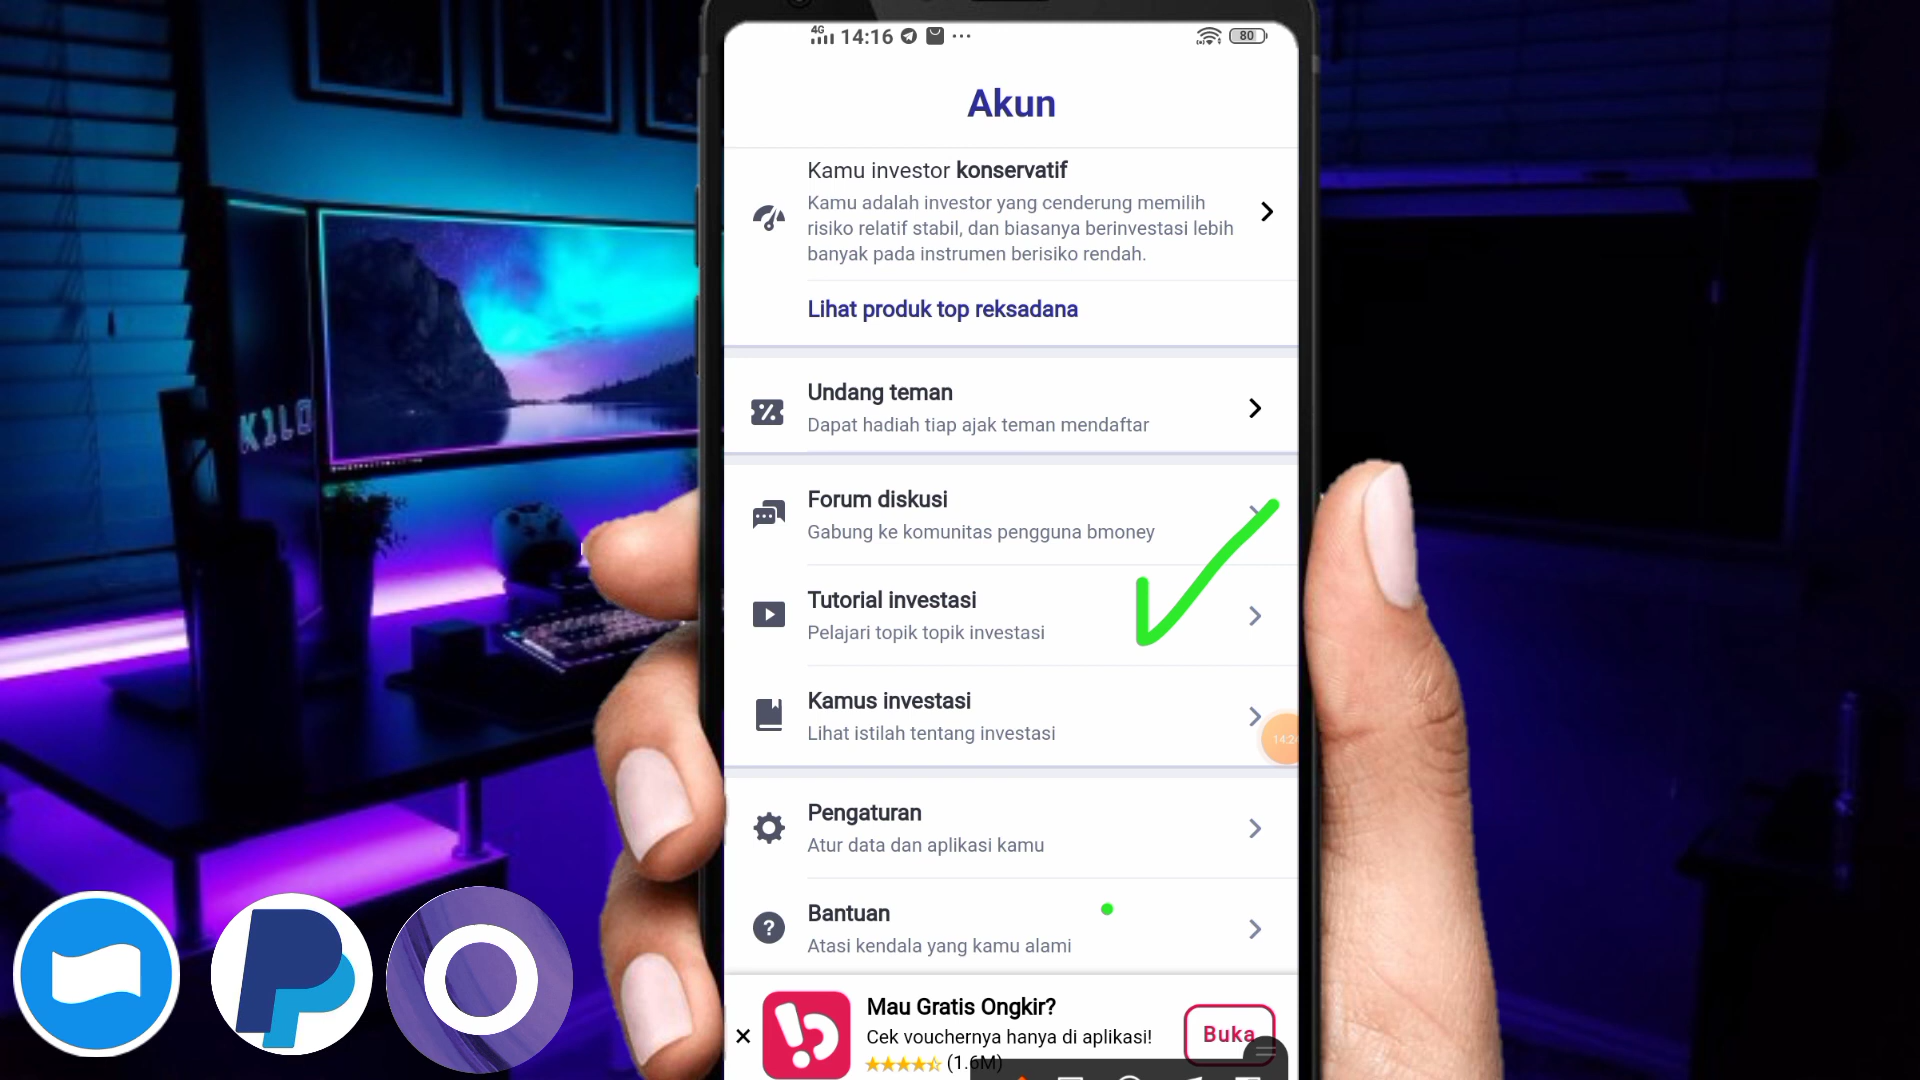 4G 14:16 80
Akun
Kamu investor konservatif
Kamu adalah investor yang cenderung memilih
risiko relatif stabil, dan biasanya berinvestasi lebih
banyak pada instrumen berisiko rendah.
Lihat produk top reksadana
Undang teman
Dapat hadiah tiap ajak teman mendaftar
Forum diskusi
Gabung ke komunitas pengguna bmoney
Tutorial investasi
Pelajari topik topik investasi
Kamus investasi
Lihat istilah tentang investasi
14:24
Pengaturan
Atur data dan aplikasi kamu
Bantuan
Atasi kendala yang kamu alami
Mau Gratis Ongkir?
Cek vouchernya hanya di aplikasi!
(1.6M)
Buka
K1LO